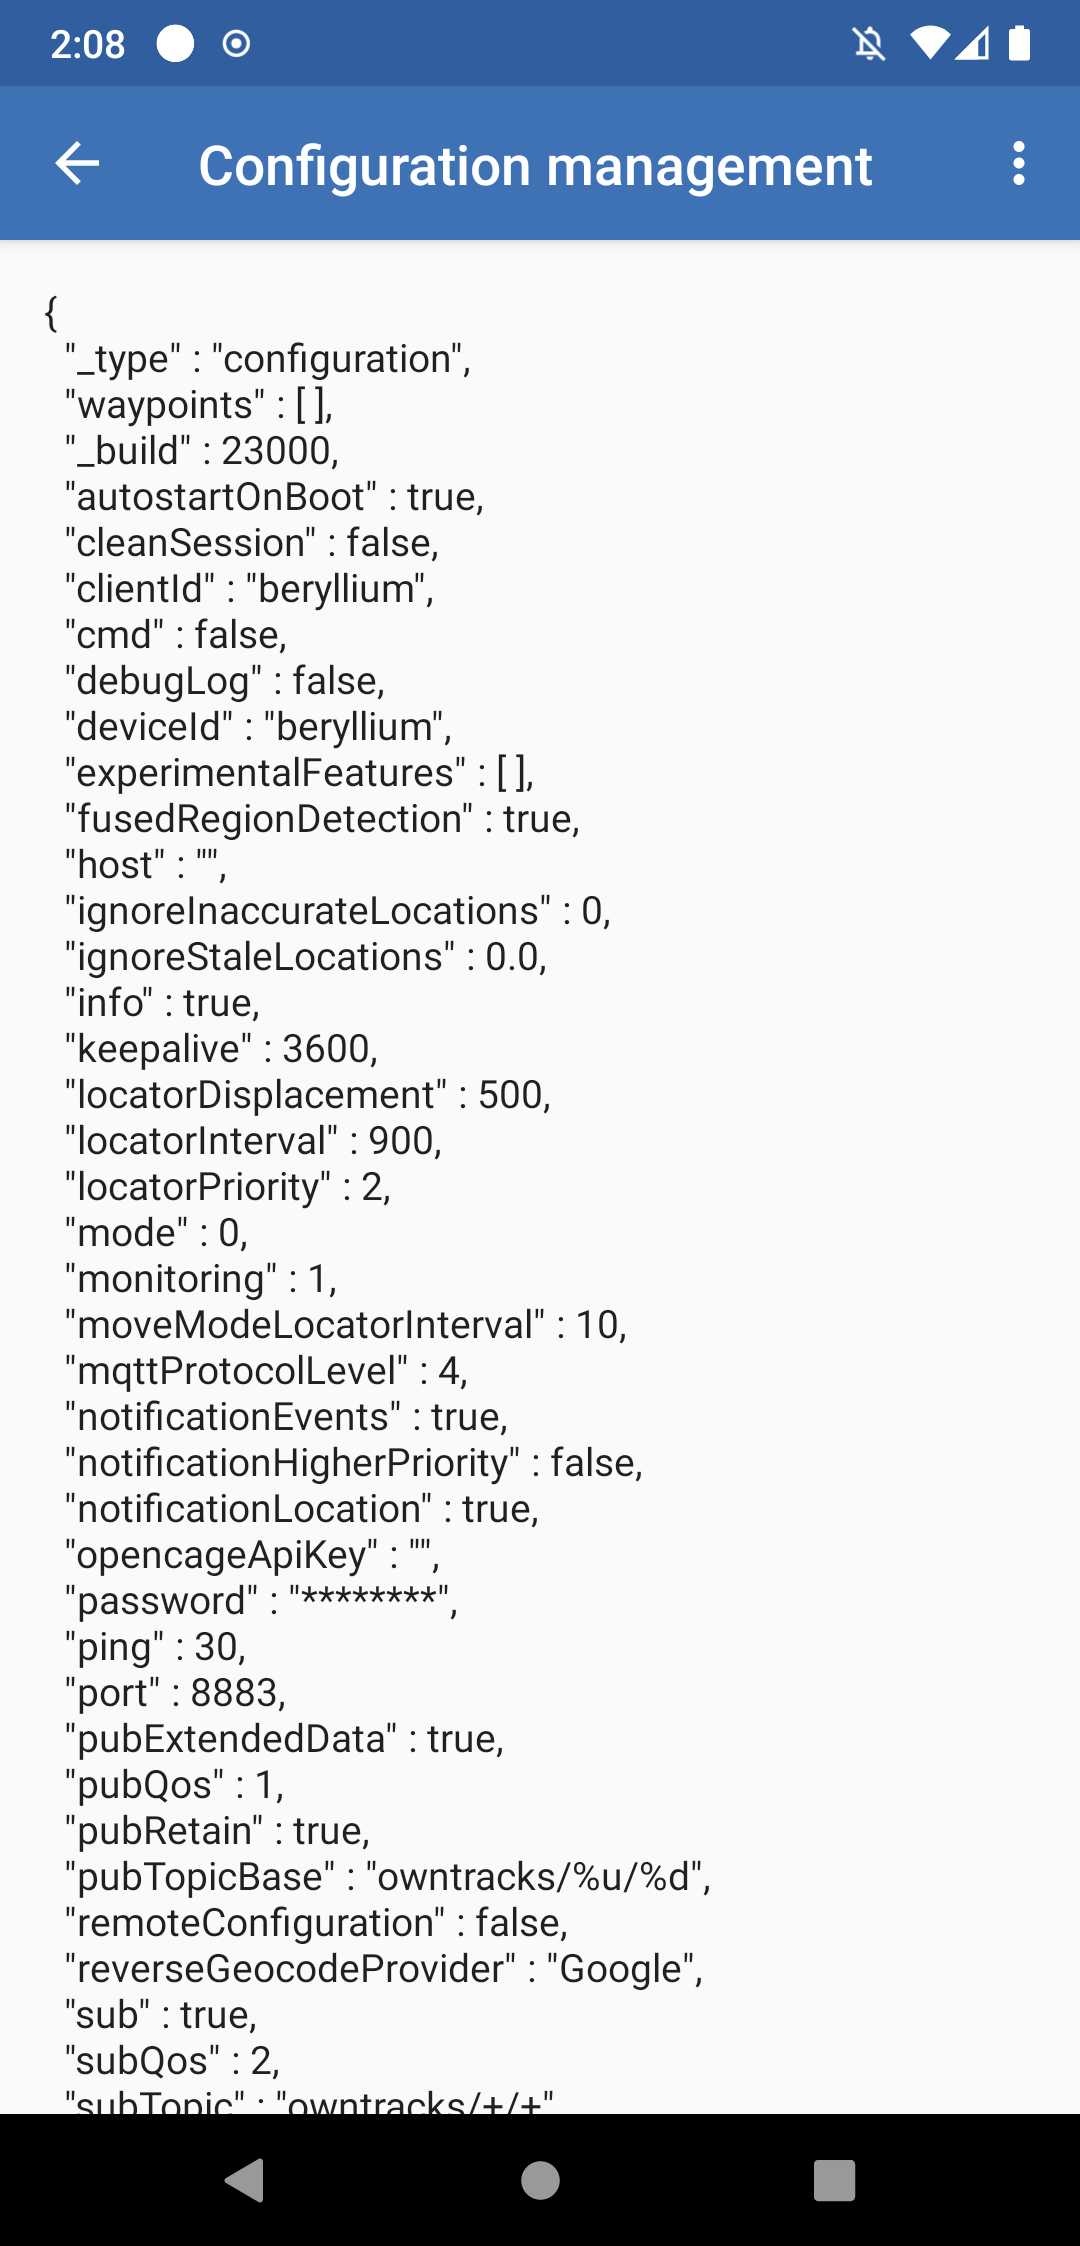 2:08
Configuration management
{
"_type" : "configuration",
"waypoints" : [ ],
"_build" : 23000,
"autostartOnBoot" : true,
"cleanSession" : false,
"clientId" : "beryllium",
"cmd" : false,
"debugLog" : false,
"deviceId" : "beryllium",
"experimentalFeatures" : [ ],
"fusedRegionDetection" : true,
"host" : "",
"ignoreInaccurateLocations" : 0,
"ignoreStaleLocations" : 0.0,
"info" : true,
"keepalive" : 3600,
"locatorDisplacement" : 500,
"locatorInterval" : 900,
"locatorPriority" : 2,
"mode" : 0,
"monitoring" : 1,
"moveModeLocatorInterval" : 10,
"mqttProtocolLevel" : 4,
"notificationEvents" : true,
"notificationHigherPriority" : false,
"notificationLocation" : true,
"opencageApiKey" : "",
"password" : "********",
"ping" : 30,
"port" : 8883,
"pubExtendedData" : true,
"pubQos" : 1,
"pubRetain" : true,
"pubTopicBase" : "owntracks/%u/%d",
"remoteConfiguration" : false,
"reverseGeocodeProvider" : "Google",
"sub" : true,
"subQos" : 2,
"subTopic" : "owntracks/+/+"